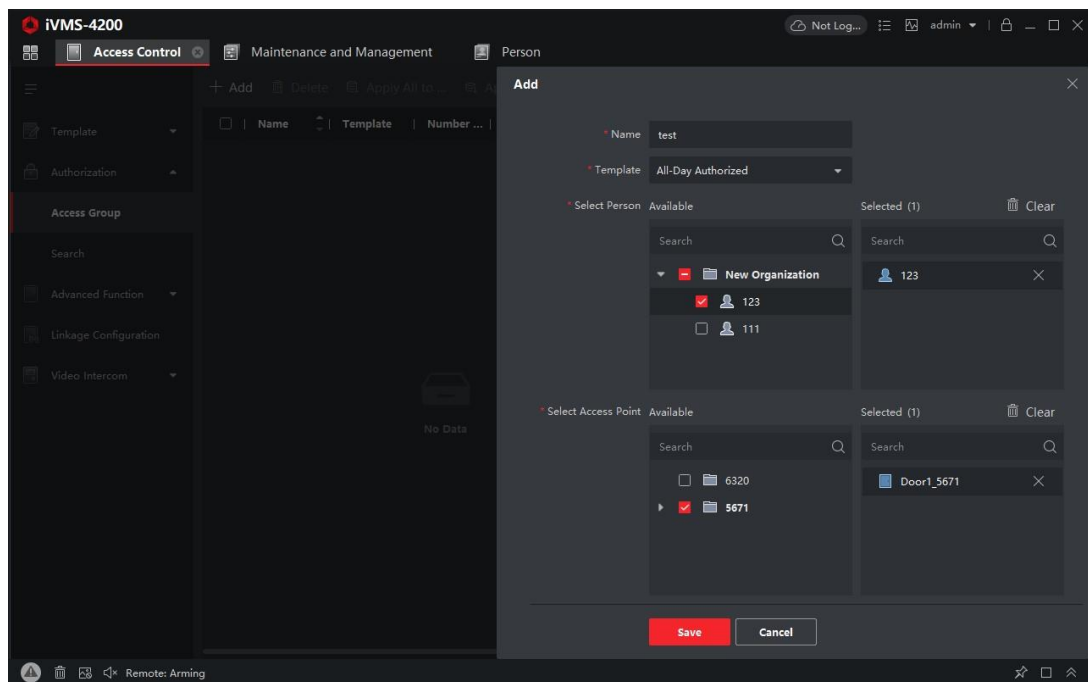 iVMS-4200 Not Log... admin
Access Control Maintenance and Management Person
+ Add Delete Apply All to ... Ap
Name Template Number ...
Template
Authorization
Access Group
Search
Advanced Function
Linkage Configuration
Video Intercom
No Data
Add
* Name test
* Template All-Day Authorized
* Select Person Available Selected (1) Clear
Search Search
New Organization 123
123
111
* Select Access Point Available Selected (1) Clear
Search Search
6320 Door1_5671
5671
Save Cancel
Remote: Arming